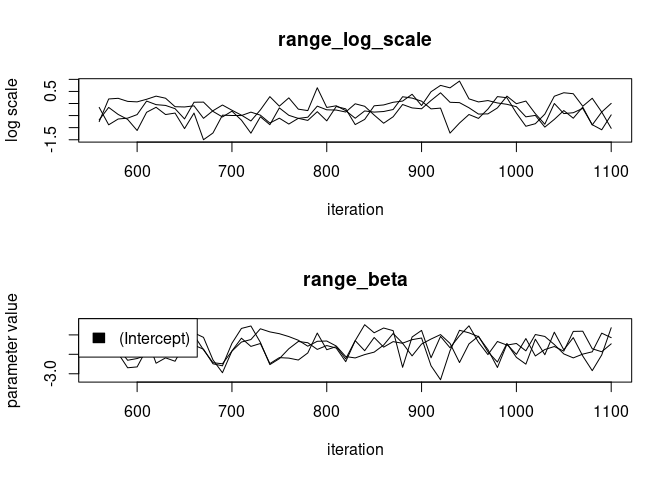 range_log_scale
log scale
0.5
-1.5
600 700 800 900 1000 1100
iteration
range_beta
parameter value
-3.0
(Intercept)
600 700 800 900 1000 1100
iteration